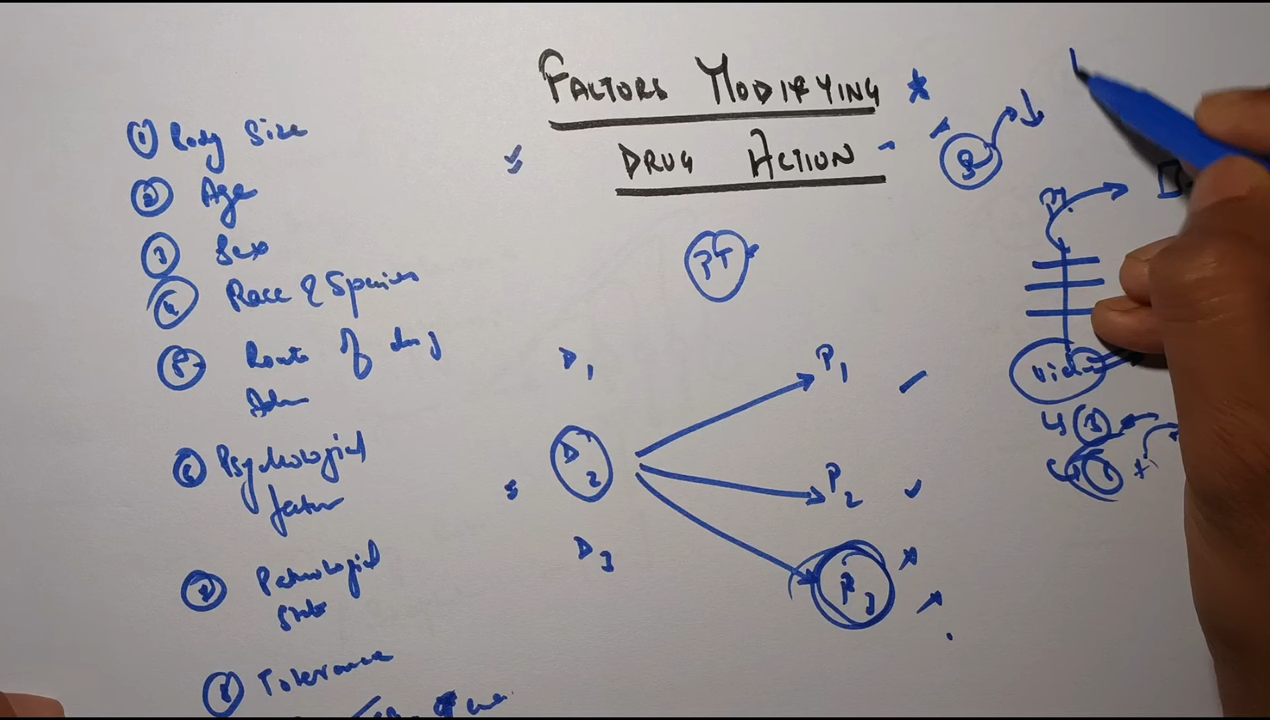 FACTORS MODIFYING
DRUG ACTION
① Body Size
② Age
③ Sex
④ Race & Species
⑤ Route of drug
Adm
⑥ Psychological
factor
⑦ Pathological
State
⑧ Tolerance
PT
D1
D2
D3
P1
P2
P3